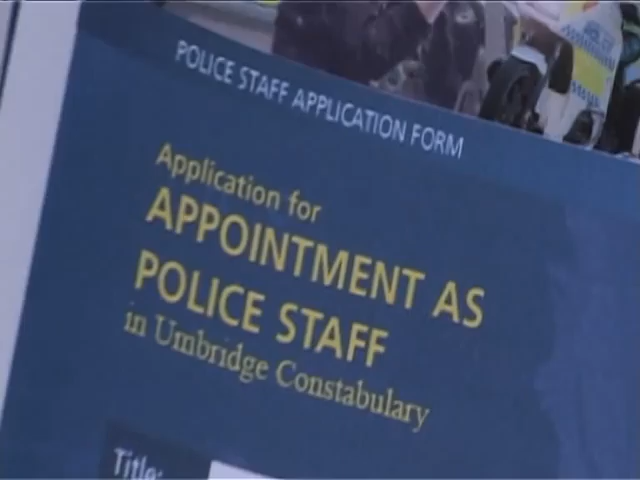 POLICE STAFF APPLICATION FORM
Application for
APPOINTMENT AS
POLICE STAFF
in Umbridge Constabulary
Title: